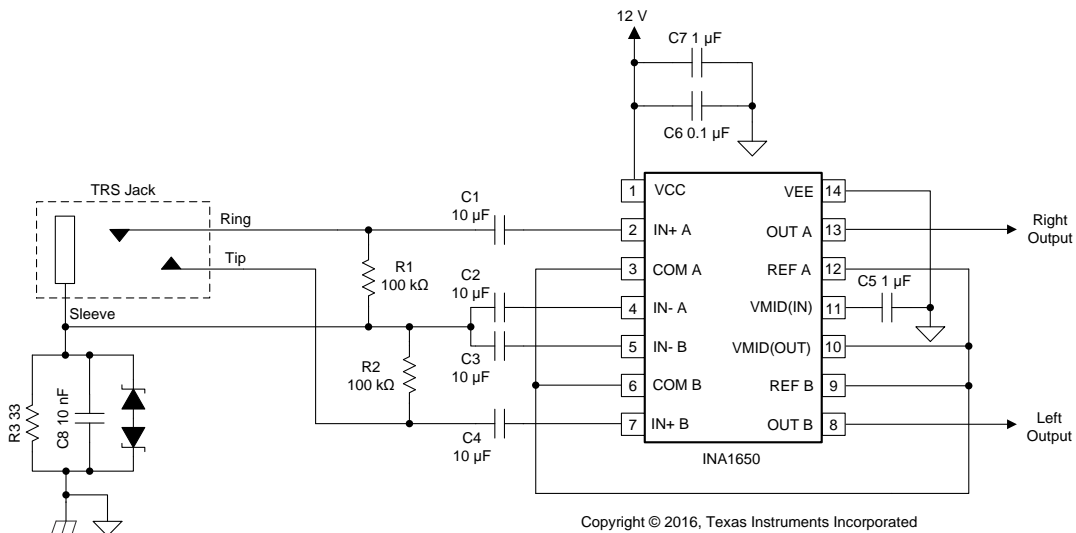 12 V
C7 1 µF
C6 0.1 µF
TRS Jack
Ring
Tip
Sleeve
C1
10 µF
R1
100 kΩ
C2
10 µF
C3
10 µF
R2
100 kΩ
C4
10 µF
R3 33
C8 10 nF
1 VCC
2 IN+ A
3 COM A
4 IN- A
5 IN- B
6 COM B
7 IN+ B
VEE 14
OUT A 13
REF A 12
VMID(IN) 11
VMID(OUT) 10
REF B 9
OUT B 8
C5 1 µF
Right
Output
Left
Output
INA1650
Copyright © 2016, Texas Instruments Incorporated